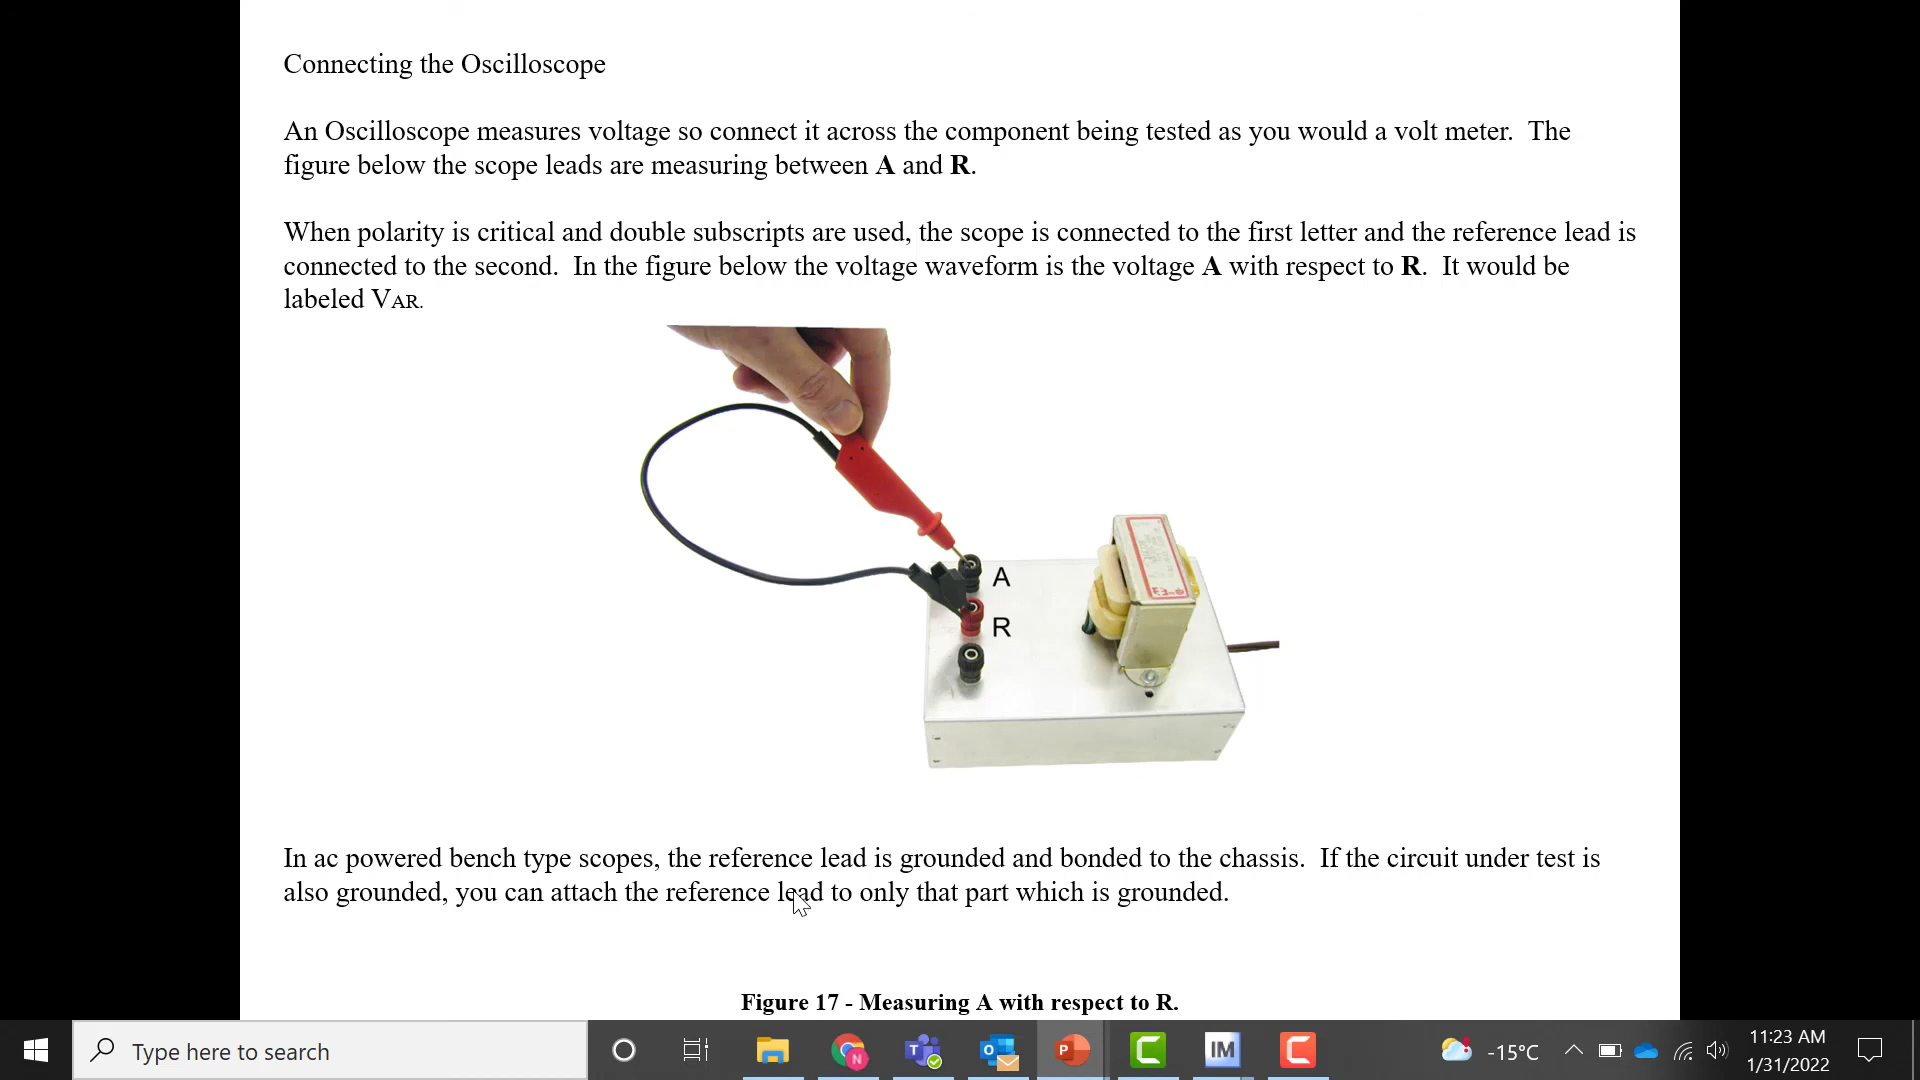 Connecting the Oscilloscope
An Oscilloscope measures voltage so connect it across the component being tested as you would a volt meter.  The
figure below the scope leads are measuring between A and R.
When polarity is critical and double subscripts are used, the scope is connected to the first letter and the reference lead is
connected to the second.  In the figure below the voltage waveform is the voltage A with respect to R.  It would be
labeled VAR.
A
R
In ac powered bench type scopes, the reference lead is grounded and bonded to the chassis.  If the circuit under test is
also grounded, you can attach the reference lead to only that part which is grounded.
Figure 17 - Measuring A with respect to R.
Type here to search
N
T
O
P
C
IM
C
-15°C
11:23 AM
1/31/2022